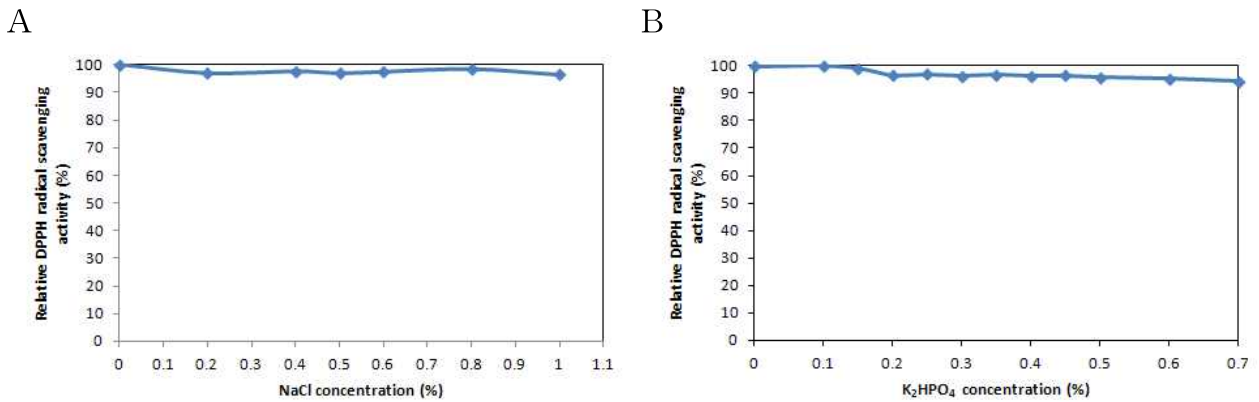 A
B
Relative DPPH radical scavenging
activity (%)
100
90
80
70
60
50
40
30
20
10
0
0 0.1 0.2 0.3 0.4 0.5 0.6 0.7 0.8 0.9 1 1.1
NaCl concentration (%)
Relative DPPH radical scavenging
activity (%)
100
90
80
70
60
50
40
30
20
10
0
0 0.1 0.2 0.3 0.4 0.5 0.6 0.7
K₂HPO₄ concentration (%)